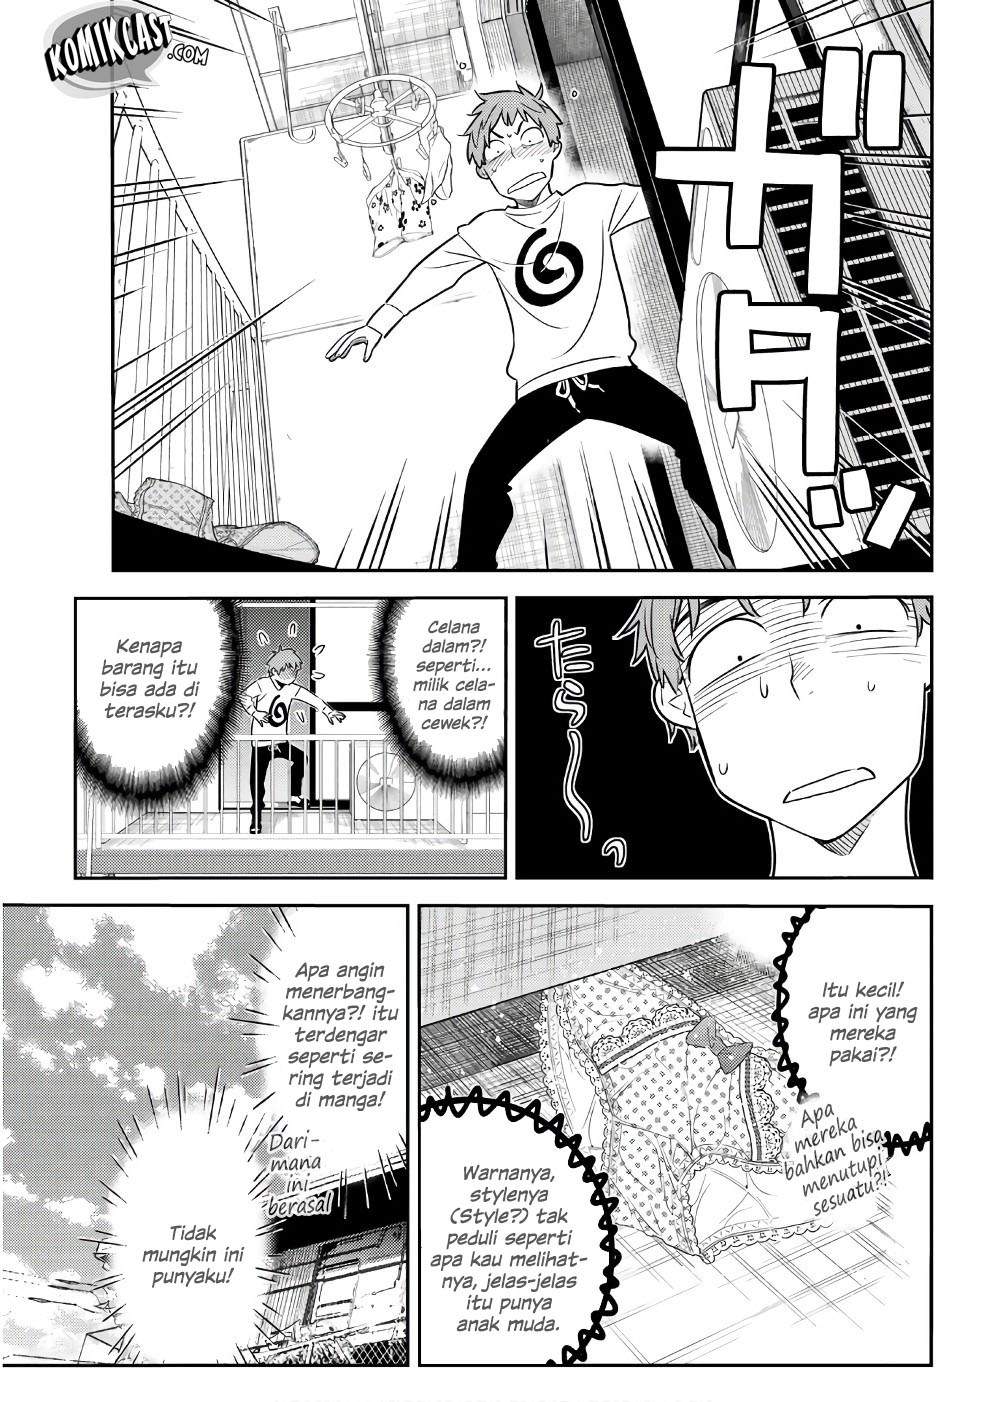 KOMIKCAST
.COM
ガタ
たら〜っ
Celana
dalam?!
seperti...
milik cela-
na dalam
cewek?!
Kenapa
barang itu
bisa ada di
terasku?!
Itu kecil!
apa ini yang
mereka
pakai?!
Apa
mereka
bahkan bisa
menutupi
sesuatu?!
Warnanya,
stylenya
(Style?) tak
peduli seperti
apa kau melihat-
nya, jelas-jelas
itu punya
anak muda.
Apa angin
menerbang-
kannya?! itu
terdengar
seperti se-
ring terjadi
di manga!
Dari-
mana
ini
berasal
Tidak
mungkin ini
punyaku!